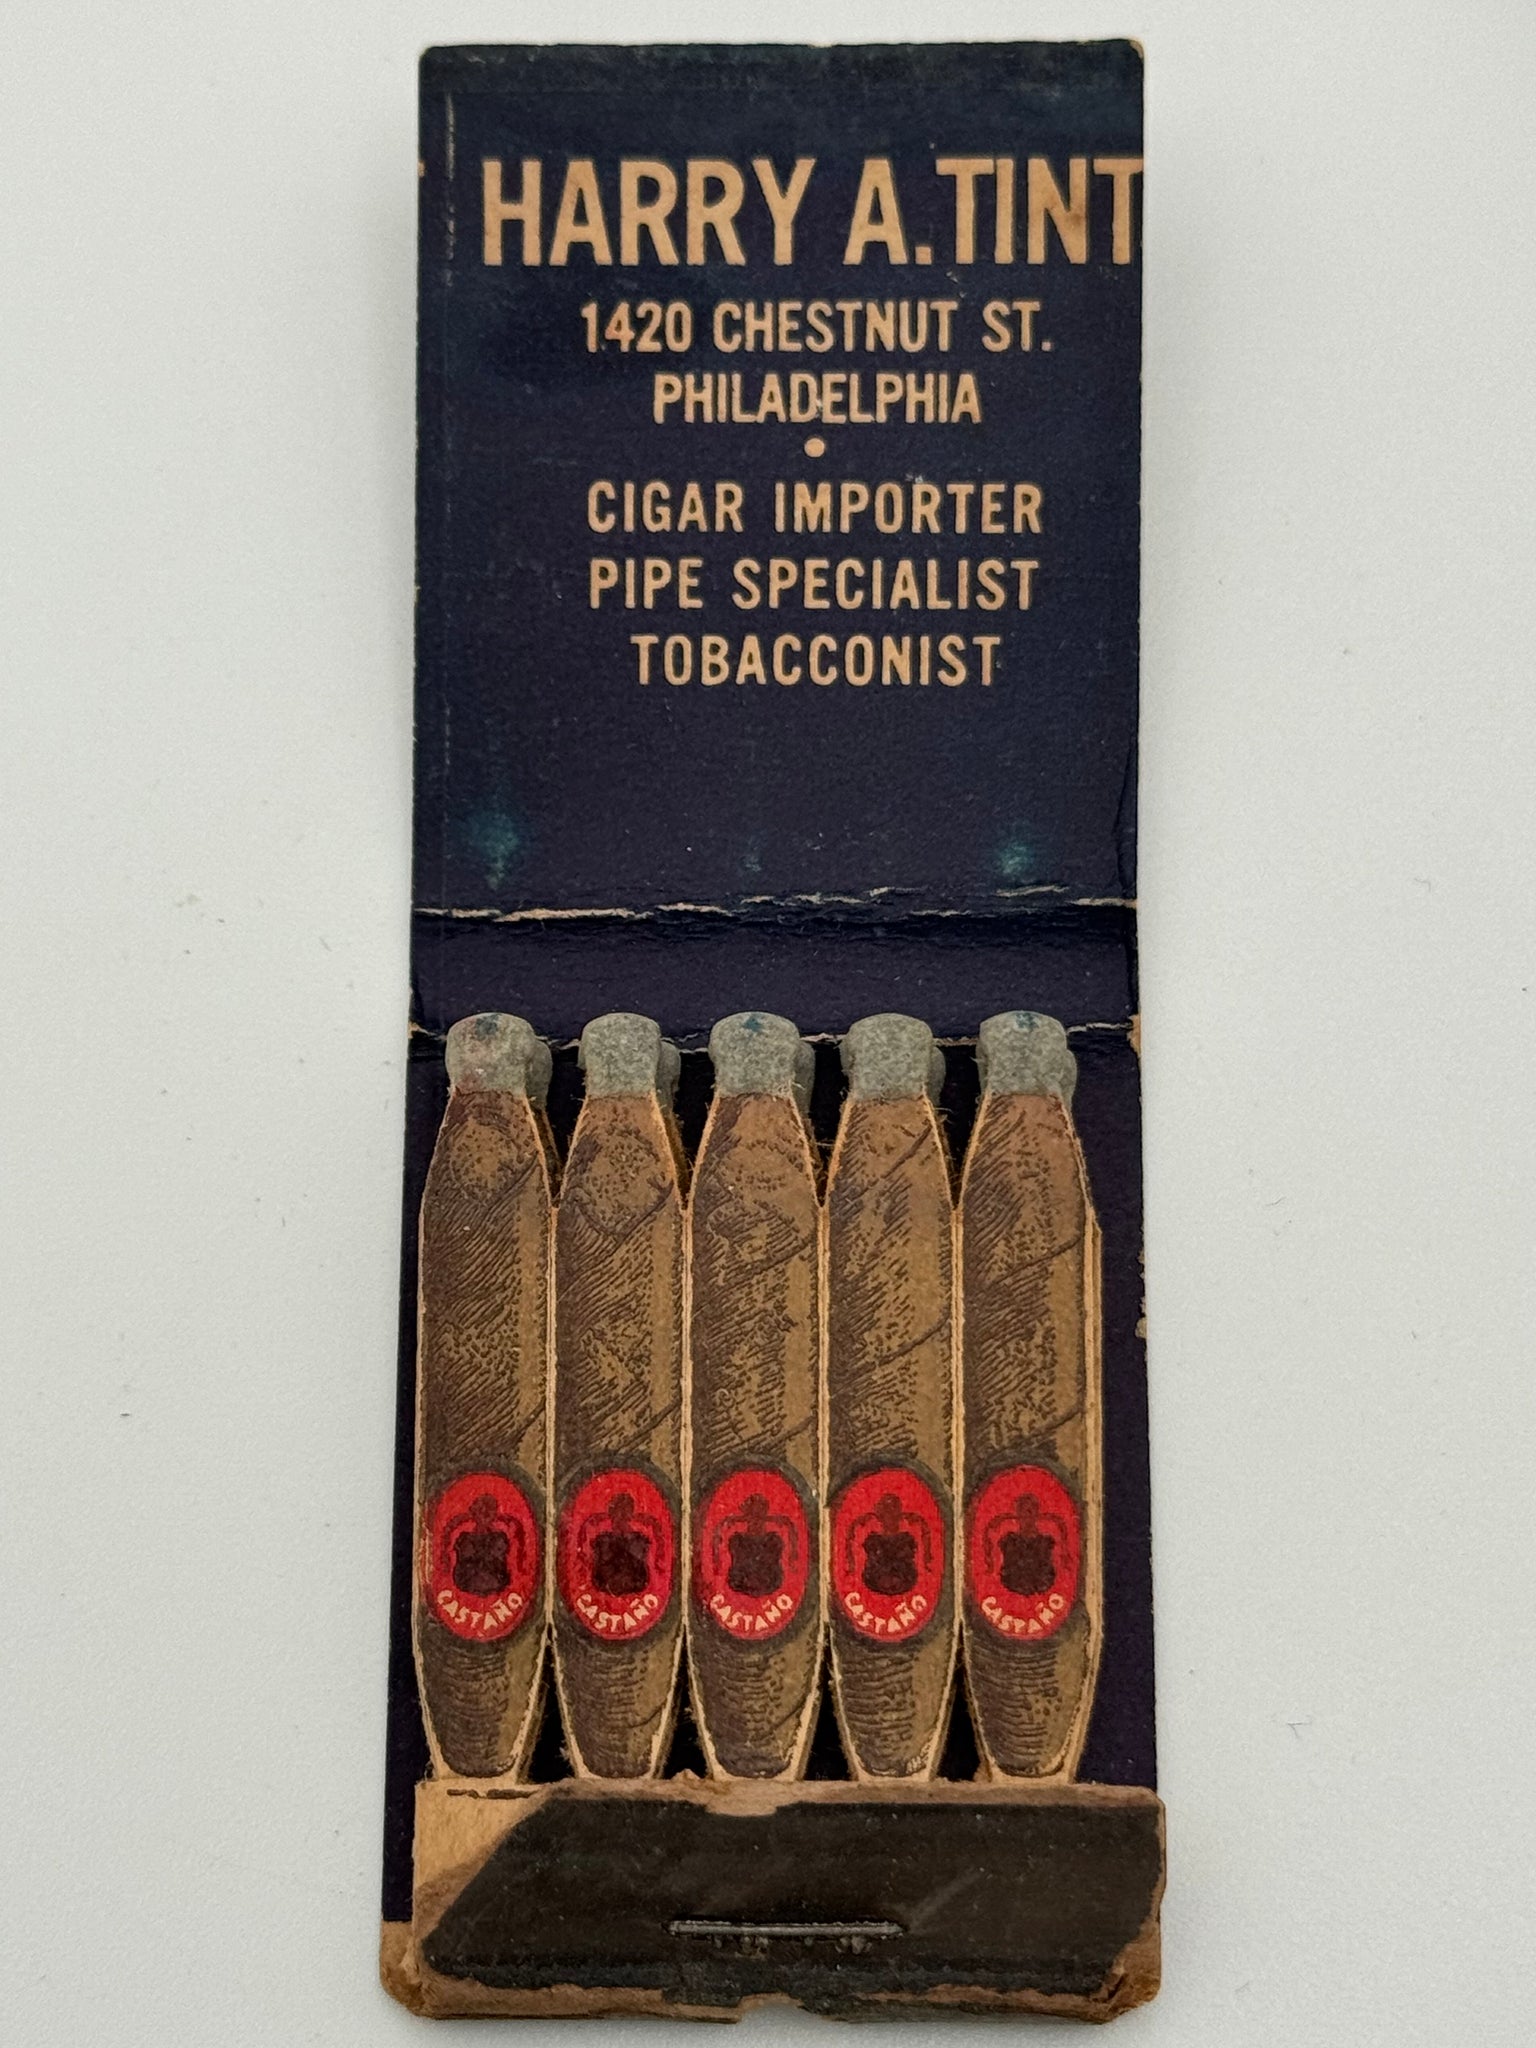 HARRY A. TINT
1420 CHESTNUT ST.
PHILADELPHIA
•
CIGAR IMPORTER
PIPE SPECIALIST
TOBACCONIST
CASTAÑO
CASTAÑO
CASTAÑO
CASTAÑO
CASTAÑO